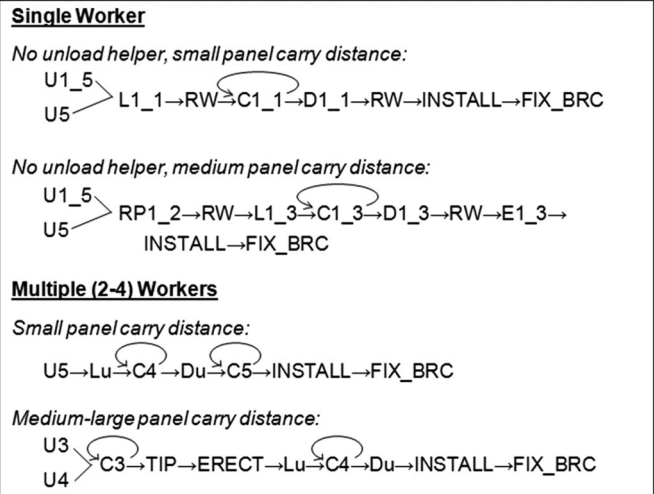 Single Worker
No unload helper, small panel carry distance:
U1_5
L1_1→RW→C1_1→D1_1→RW→INSTALL→FIX_BRC
U5
No unload helper, medium panel carry distance:
U1_5
RP1_2→RW→L1_3→C1_3→D1_3→RW→E1_3→
U5
INSTALL→FIX_BRC
Multiple (2-4) Workers
Small panel carry distance:
U5→Lu→C4→Du→C5→INSTALL→FIX_BRC
Medium-large panel carry distance:
U3
C3→TIP→ERECT→Lu→C4→Du→INSTALL→FIX_BRC
U4